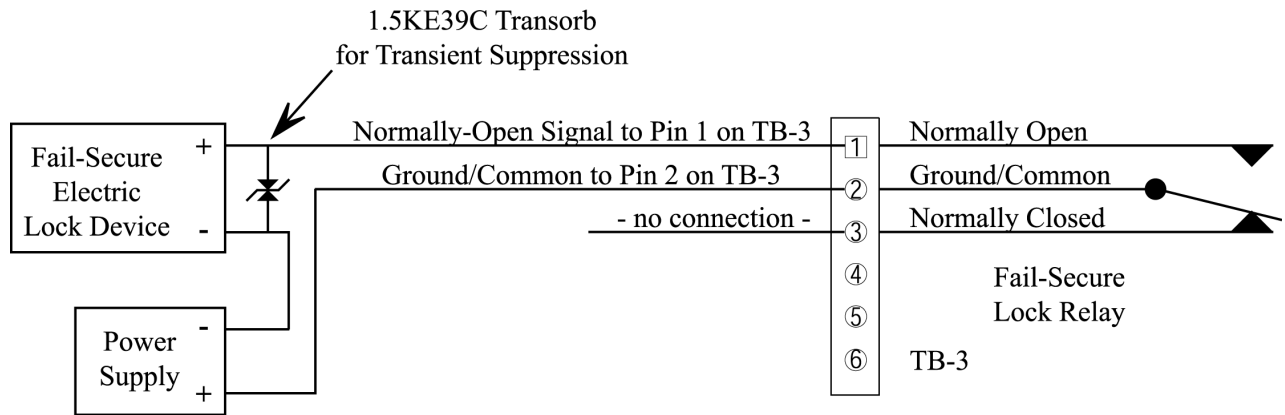 1.5KE39C Transorb
for Transient Suppression
Fail-Secure
Electric
Lock Device
+
-
Normally-Open Signal to Pin 1 on TB-3
Ground/Common to Pin 2 on TB-3
- no connection -
Power
Supply
-
+
1
2
3
4
5
6
Normally Open
Ground/Common
Normally Closed
Fail-Secure
Lock Relay
TB-3